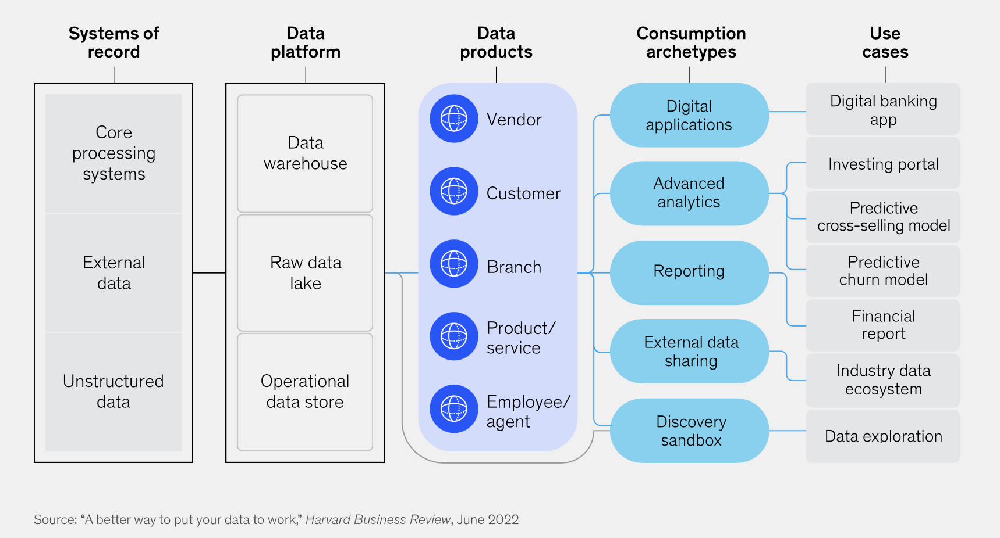 Systems of
record
Data
platform
Data
products
Consumption
archetypes
Use
cases
Core
processing
systems
External
data
Unstructured
data
Data
warehouse
Raw data
lake
Operational
data store
Vendor
Customer
Branch
Product/
service
Employee/
agent
Digital
applications
Advanced
analytics
Reporting
External data
sharing
Discovery
sandbox
Digital banking
app
Investing portal
Predictive
cross-selling model
Predictive
churn model
Financial
report
Industry data
ecosystem
Data exploration
Source: “A better way to put your data to work,” Harvard Business Review, June 2022